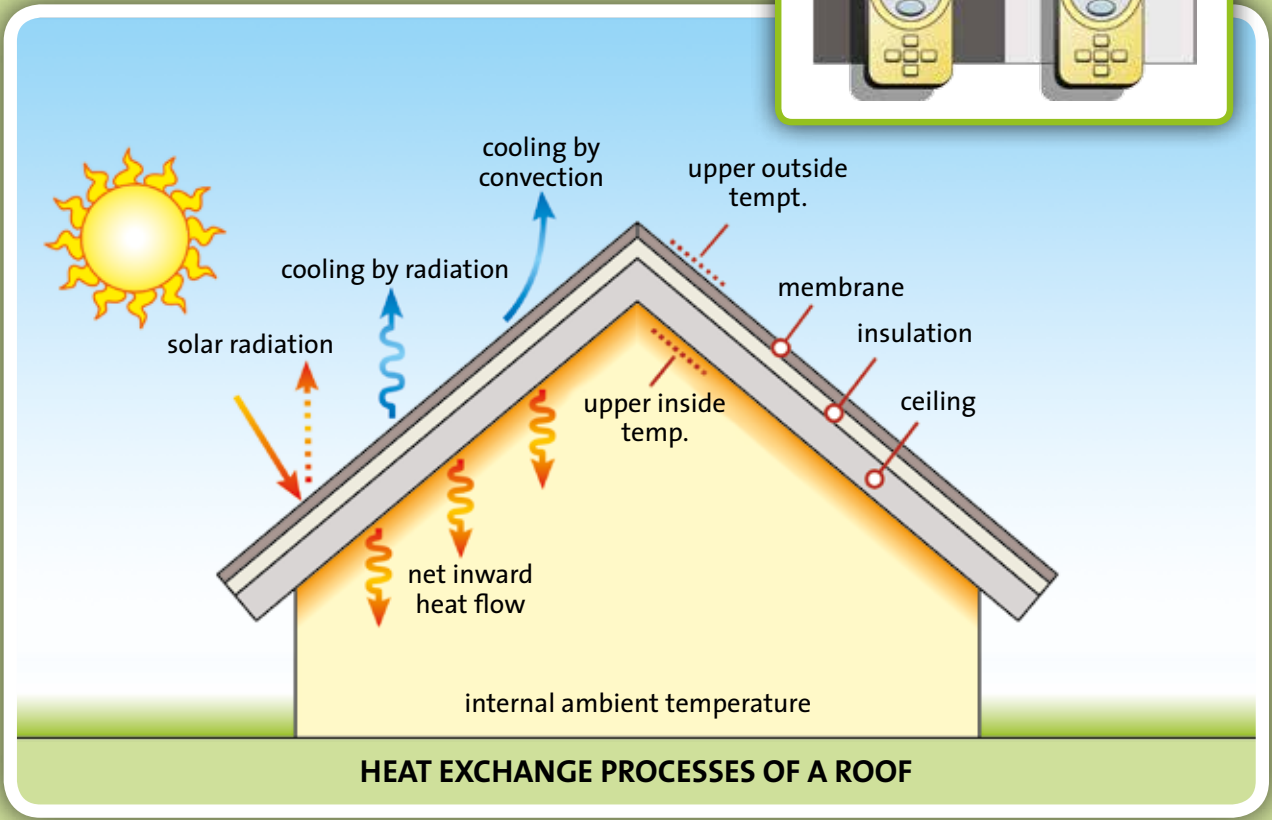 cooling by
convection
upper outside
tempt.
cooling by radiation
membrane
insulation
solar radiation
ceiling
upper inside
temp.
net inward
heat flow
internal ambient temperature
HEAT EXCHANGE PROCESSES OF A ROOF